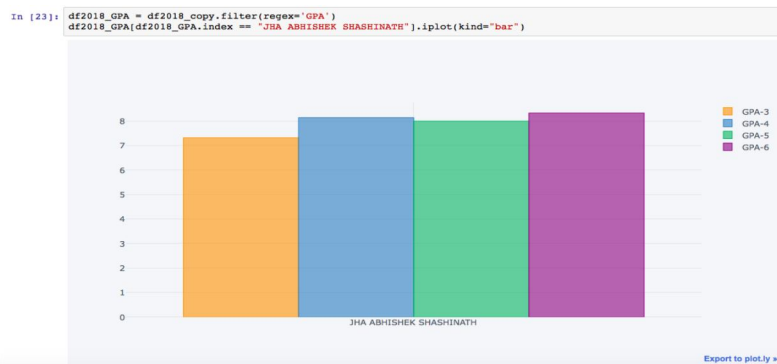 In [23]: df2018_GPA = df2018_copy.filter(regex='GPA')
df2018_GPA[df2018_GPA.index == "JHA ABHISHEK SHASHINATH"].iplot(kind="bar")
GPA-3
GPA-4
GPA-5
GPA-6
8
7
6
5
4
3
2
1
0
JHA ABHISHEK SHASHINATH
Export to plot.ly »